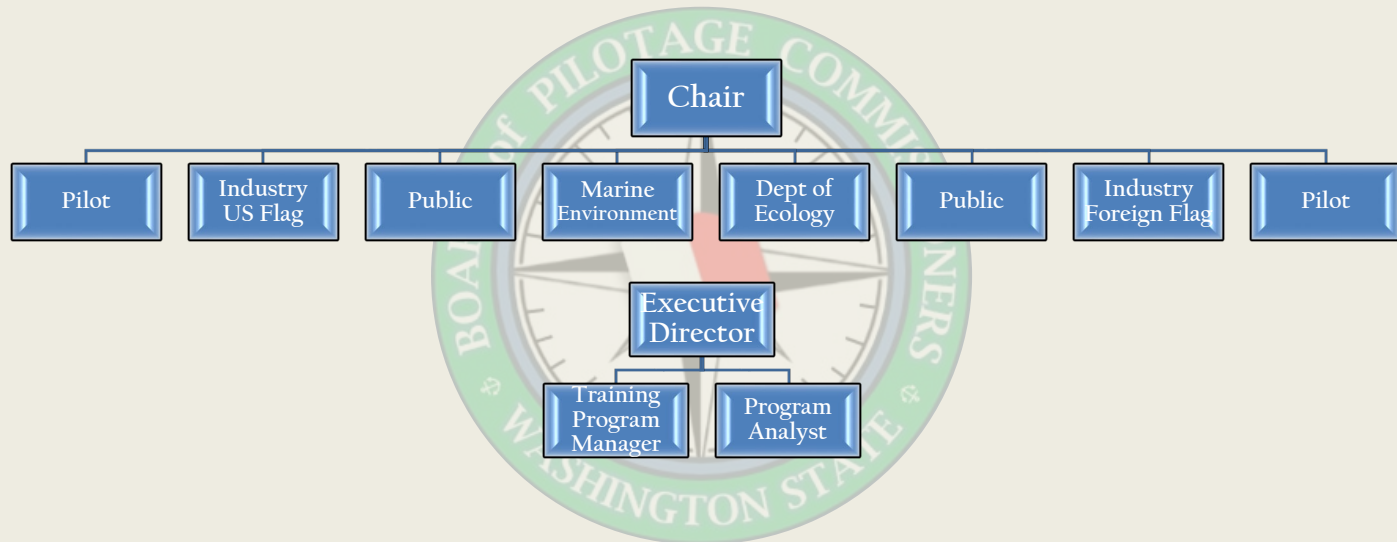 BOARD of PILOTAGE COMMISSIONERS
Chair
Pilot
Industry
US Flag
Public
Marine
Environment
Dept of
Ecology
Public
Industry
Foreign Flag
Pilot
Executive
Director
Training
Program
Manager
Program
Analyst
WASHINGTON STATE